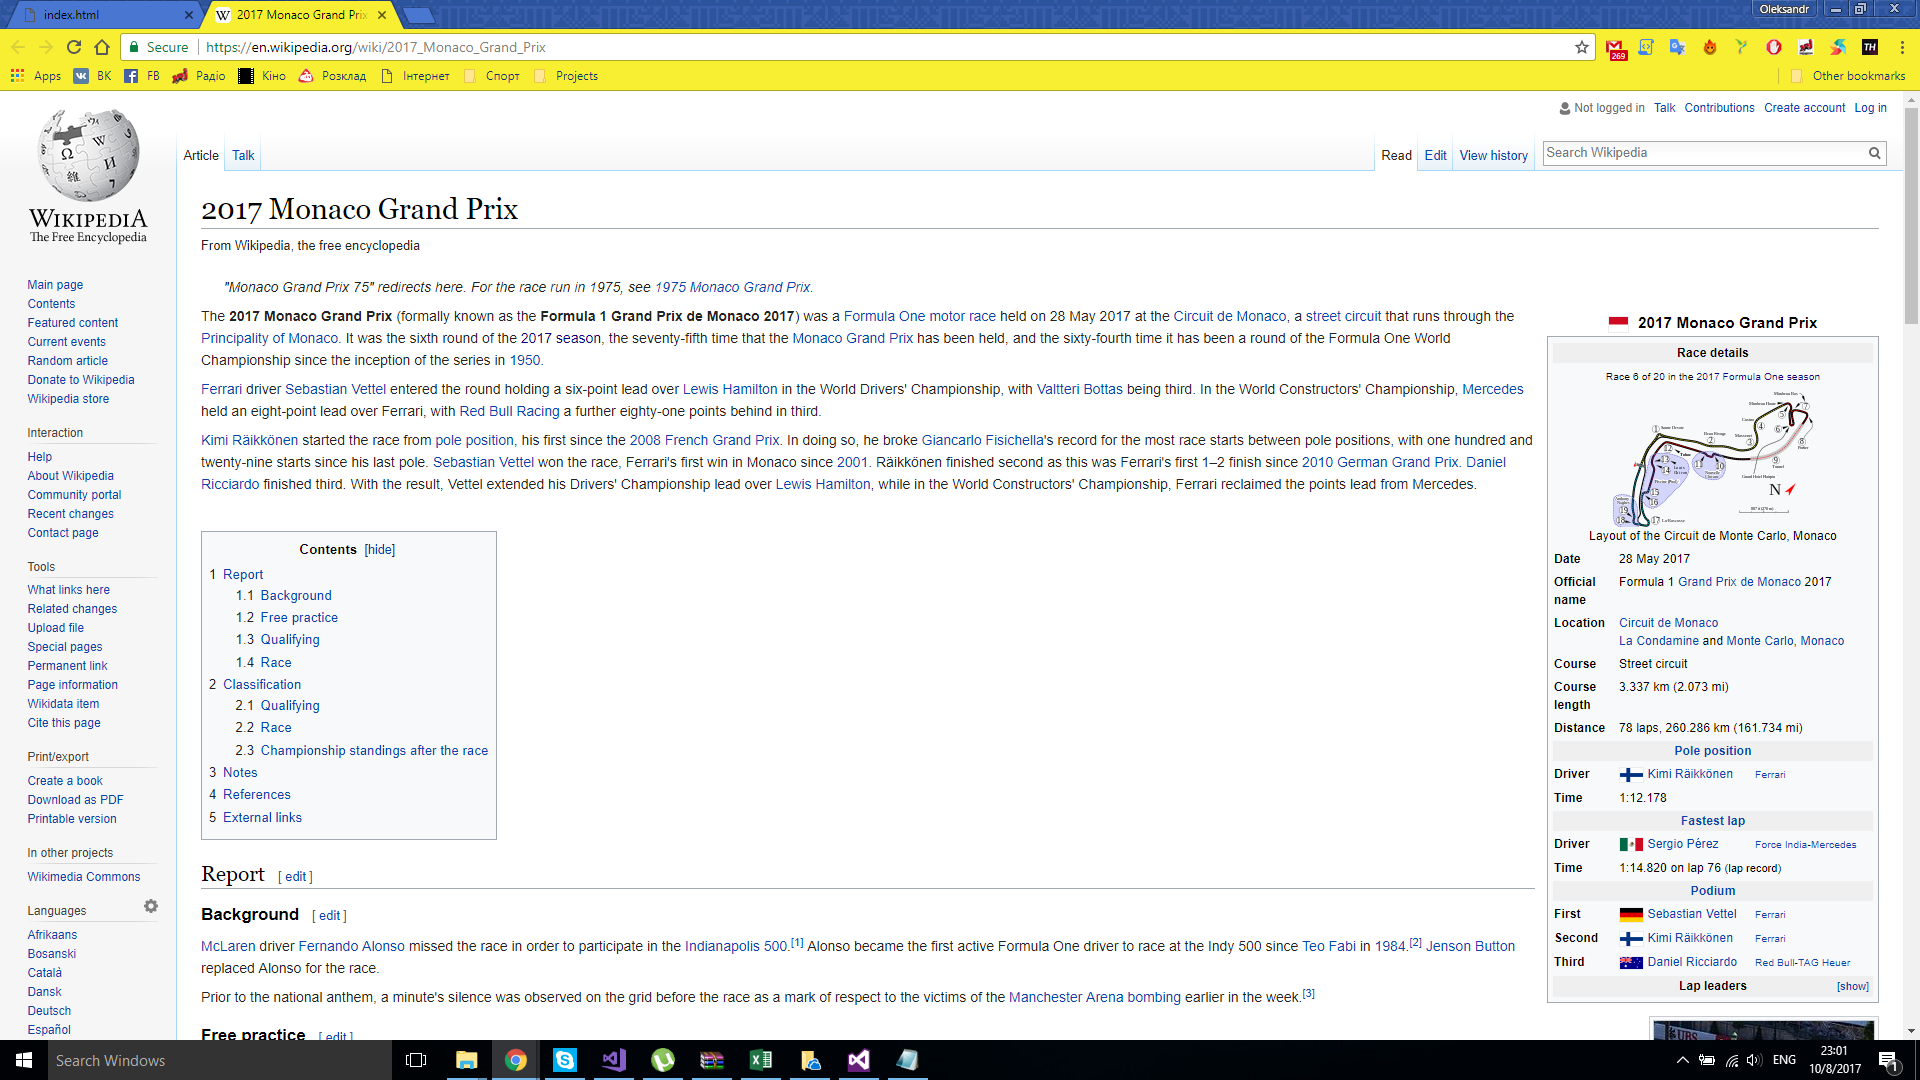 index.html
2017 Monaco Grand Prix
Oleksandr
Secure
https://en.wikipedia.org/wiki/2017_Monaco_Grand_Prix
269
TH
Apps
ВК
FB
Радіо
Кіно
Розклад
Інтернет
Спорт
Projects
Other bookmarks
Not logged in Talk Contributions Create account Log in
WIKIPEDIA
The Free Encyclopedia
Article Talk
Read Edit View history
Search Wikipedia
Main page
Contents
Featured content
Current events
Random article
Donate to Wikipedia
Wikipedia store
Interaction
Help
About Wikipedia
Community portal
Recent changes
Contact page
Tools
What links here
Related changes
Upload file
Special pages
Permanent link
Page information
Wikidata item
Cite this page
Print/export
Create a book
Download as PDF
Printable version
In other projects
Wikimedia Commons
Languages
Afrikaans
Bosanski
Català
Dansk
Deutsch
Español
2017 Monaco Grand Prix
From Wikipedia, the free encyclopedia
"Monaco Grand Prix 75" redirects here. For the race run in 1975, see 1975 Monaco Grand Prix.
The 2017 Monaco Grand Prix (formally known as the Formula 1 Grand Prix de Monaco 2017) was a Formula One motor race held on 28 May 2017 at the Circuit de Monaco, a street circuit that runs through the
Principality of Monaco. It was the sixth round of the 2017 season, the seventy-fifth time that the Monaco Grand Prix has been held, and the sixty-fourth time it has been a round of the Formula One World
Championship since the inception of the series in 1950.
Ferrari driver Sebastian Vettel entered the round holding a six-point lead over Lewis Hamilton in the World Drivers' Championship, with Valtteri Bottas being third. In the World Constructors' Championship, Mercedes
held an eight-point lead over Ferrari, with Red Bull Racing a further eighty-one points behind in third.
Kimi Räikkönen started the race from pole position, his first since the 2008 French Grand Prix. In doing so, he broke Giancarlo Fisichella's record for the most race starts between pole positions, with one hundred and
twenty-nine starts since his last pole. Sebastian Vettel won the race, Ferrari's first win in Monaco since 2001. Räikkönen finished second as this was Ferrari's first 1–2 finish since 2010 German Grand Prix. Daniel
Ricciardo finished third. With the result, Vettel extended his Drivers' Championship lead over Lewis Hamilton, while in the World Constructors' Championship, Ferrari reclaimed the points lead from Mercedes.
Contents [hide]
1 Report
1.1 Background
1.2 Free practice
1.3 Qualifying
1.4 Race
2 Classification
2.1 Qualifying
2.2 Race
2.3 Championship standings after the race
3 Notes
4 References
5 External links
Report [ edit ]
Background [ edit ]
McLaren driver Fernando Alonso missed the race in order to participate in the Indianapolis 500.[1] Alonso became the first active Formula One driver to race at the Indy 500 since Teo Fabi in 1984.[2] Jenson Button
replaced Alonso for the race.
Prior to the national anthem, a minute's silence was observed on the grid before the race as a mark of respect to the victims of the Manchester Arena bombing earlier in the week.[3]
Free practice [ edit ]
2017 Monaco Grand Prix
Race details
Race 6 of 20 in the 2017 Formula One season
N
Layout of the Circuit de Monte Carlo, Monaco
Date 28 May 2017
Official name Formula 1 Grand Prix de Monaco 2017
Location Circuit de Monaco
La Condamine and Monte Carlo, Monaco
Course Street circuit
Course length 3.337 km (2.073 mi)
Distance 78 laps, 260.286 km (161.734 mi)
Pole position
Driver Kimi Räikkönen Ferrari
Time 1:12.178
Fastest lap
Driver Sergio Pérez Force India-Mercedes
Time 1:14.820 on lap 76 (lap record)
Podium
First Sebastian Vettel Ferrari
Second Kimi Räikkönen Ferrari
Third Daniel Ricciardo Red Bull-TAG Heuer
Lap leaders [show]
UBS
Search Windows
ENG
23:01
10/8/2017
1